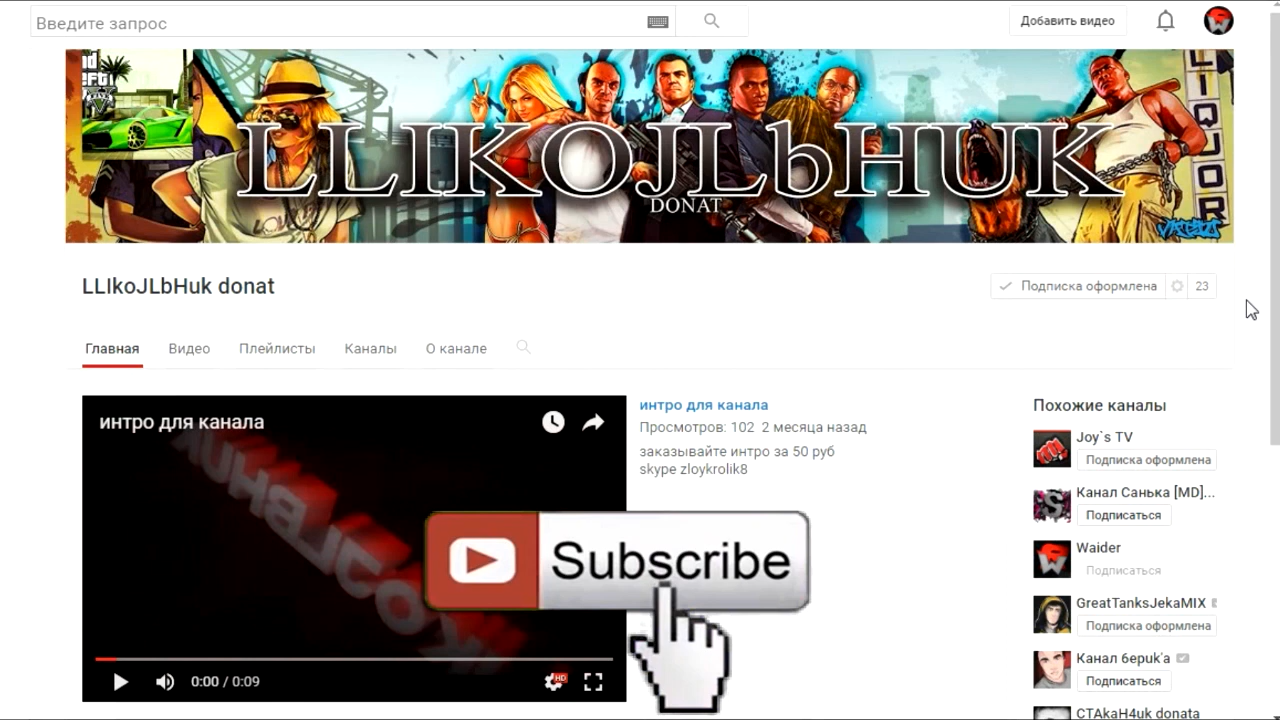 Введите запрос
Добавить видео
LLIKOJLbHUK
DONAT
LIQUOR
LLIkoJLbHuk donat
Подписка оформлена 23
Главная Видео Плейлисты Каналы О канале
интро для канала
0:00 / 0:09
HD
интро для канала
Просмотров: 102 2 месяца назад
заказывайте интро за 50 руб
skype zloykrolik8
Subscribe
Похожие каналы
Joy`s TV
Подписка оформлена
Канал Санька [MD]...
Подписаться
Waider
Подписаться
GreatTanksJekaMIX
Подписка оформлена
Канал 6epuk'a
Подписаться
CTAkaH4uk donata